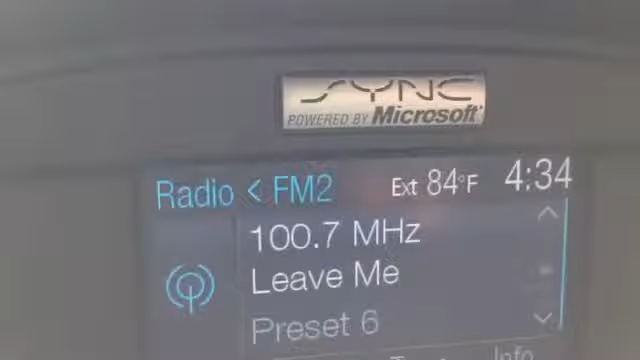 SYNC
POWERED BY Microsoft
Radio < FM2 Ext 84°F 4:34
100.7 MHz
Leave Me
Preset 6
Info